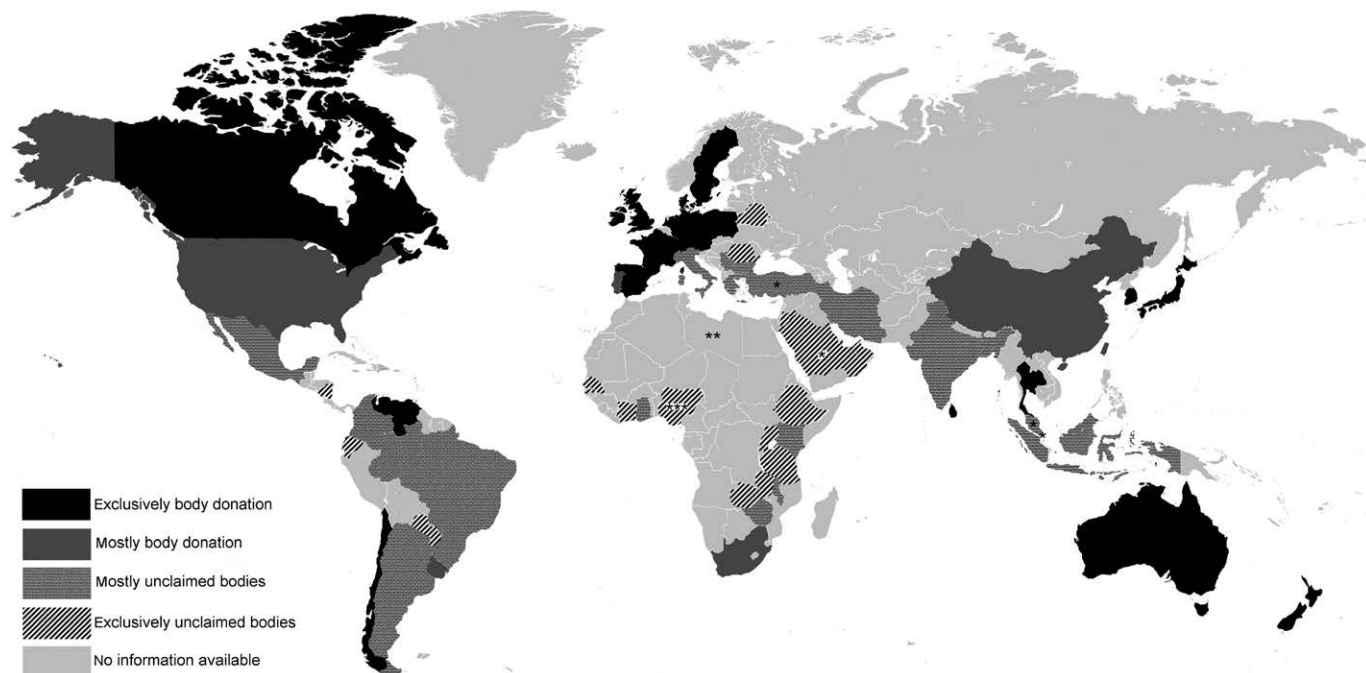 Exclusively body donation
Mostly body donation
Mostly unclaimed bodies
Exclusively unclaimed bodies
No information available